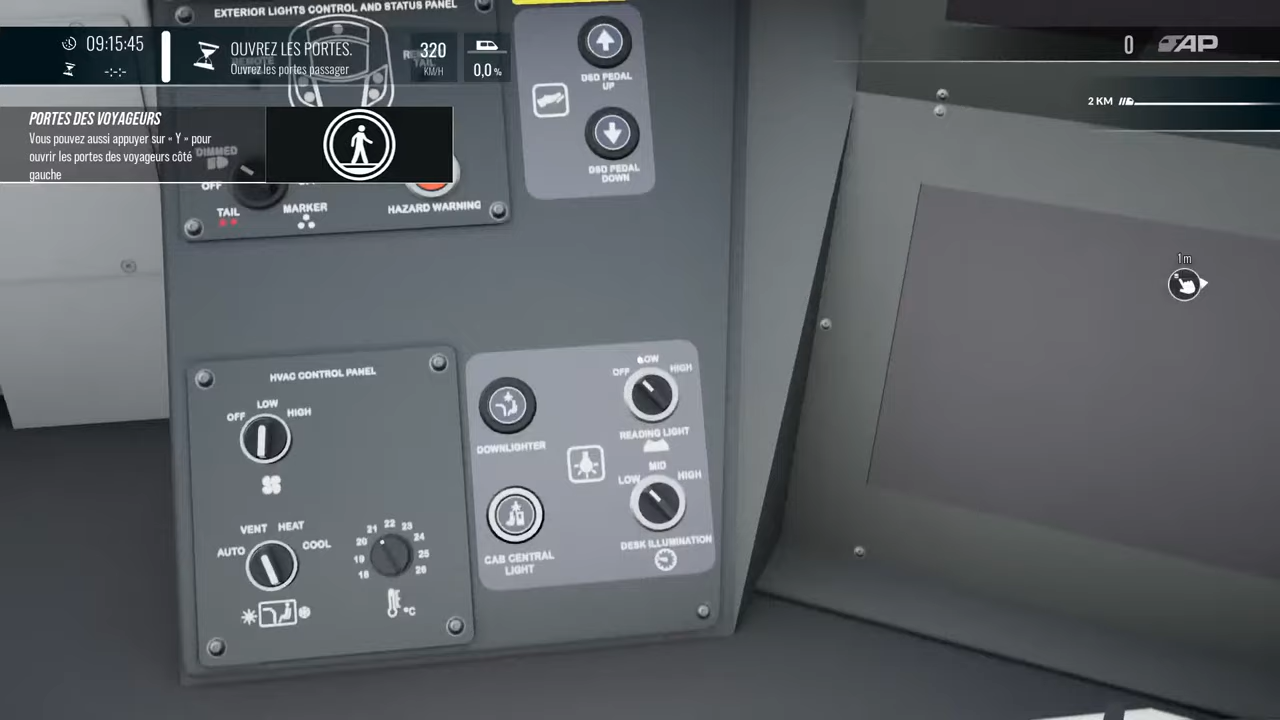 EXTERIOR LIGHTS CONTROL AND STATUS PANEL
09:15:45
--:--
OUVREZ LES PORTES.
Ouvrez les portes passager
REMOTE
320
KM/H
0,0 %
DSD PEDAL
UP
DSD PEDAL
DOWN
0
AP
2 KM
PORTES DES VOYAGEURS
Vous pouvez aussi appuyer sur « Y » pour
ouvrir les portes des voyageurs côté
gauche
DIMMED
OFF
TAIL
MARKER
HAZARD WARNING
1 m
HVAC CONTROL PANEL
OFF LOW HIGH
AUTO VENT HEAT COOL
18 19 20 21 22 23 24 25 26
°C
DOWNLIGHTER
CAB CENTRAL
LIGHT
OFF LOW HIGH
READING LIGHT
LOW MID HIGH
DESK ILLUMINATION